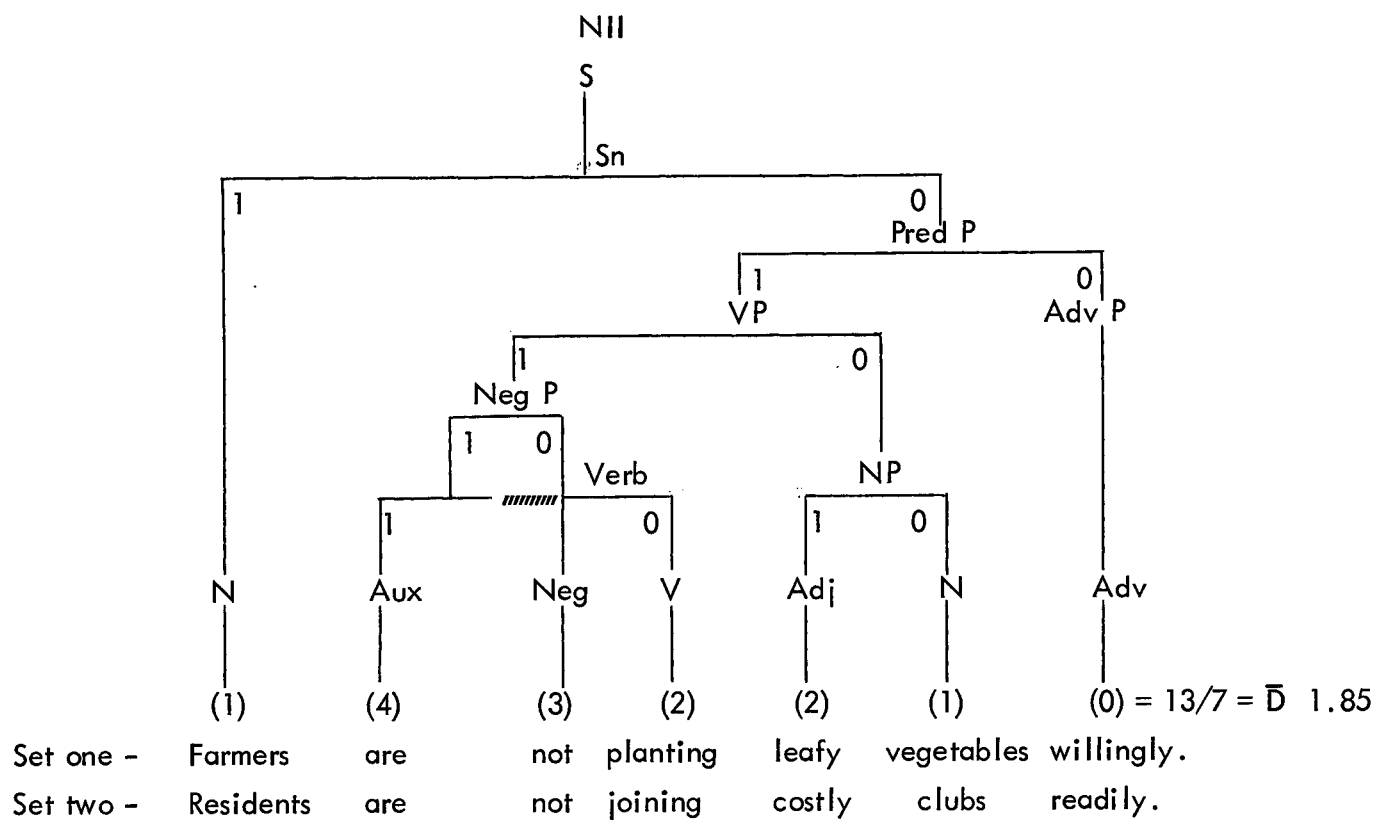 NII
S
Sn
1 0
Pred P
1 0
VP Adv P
1 0
Neg P
1 0
Verb NP
1 0 1 0
N Aux Neg V Adj N Adv
(1) (4) (3) (2) (2) (1) (0) = 13/7 = D̅ 1.85
Set one - Farmers are not planting leafy vegetables willingly.
Set two - Residents are not joining costly clubs readily.